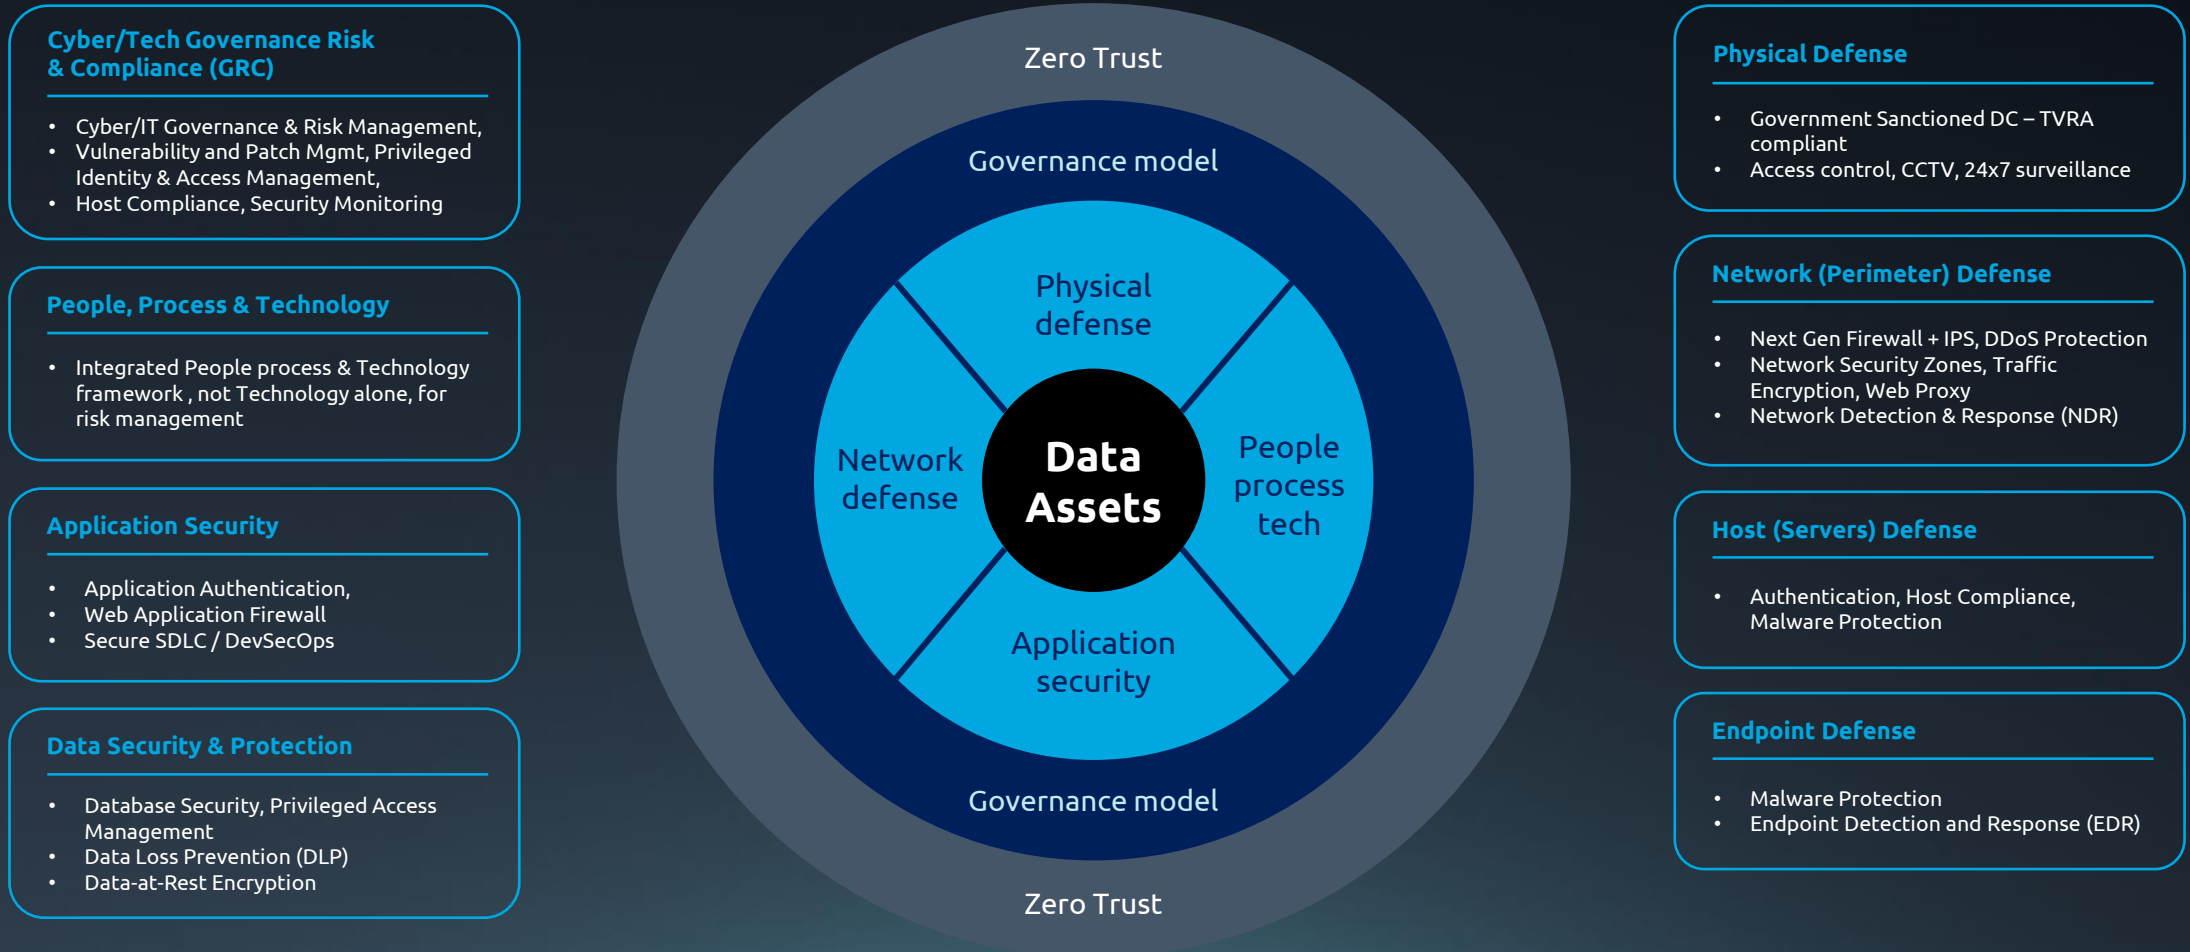 Cyber/Tech Governance Risk
& Compliance (GRC)
• Cyber/IT Governance & Risk Management,
• Vulnerability and Patch Mgmt, Privileged
Identity & Access Management,
• Host Compliance, Security Monitoring
People, Process & Technology
• Integrated People process & Technology
framework , not Technology alone, for
risk management
Application Security
• Application Authentication,
• Web Application Firewall
• Secure SDLC / DevSecOps
Data Security & Protection
• Database Security, Privileged Access
Management
• Data Loss Prevention (DLP)
• Data-at-Rest Encryption
Zero Trust
Governance model
Physical
defense
Network
defense
Data
Assets
People
process
tech
Application
security
Governance model
Zero Trust
Physical Defense
• Government Sanctioned DC – TVRA
compliant
• Access control, CCTV, 24x7 surveillance
Network (Perimeter) Defense
• Next Gen Firewall + IPS, DDoS Protection
• Network Security Zones, Traffic
Encryption, Web Proxy
• Network Detection & Response (NDR)
Host (Servers) Defense
• Authentication, Host Compliance,
Malware Protection
Endpoint Defense
• Malware Protection
• Endpoint Detection and Response (EDR)